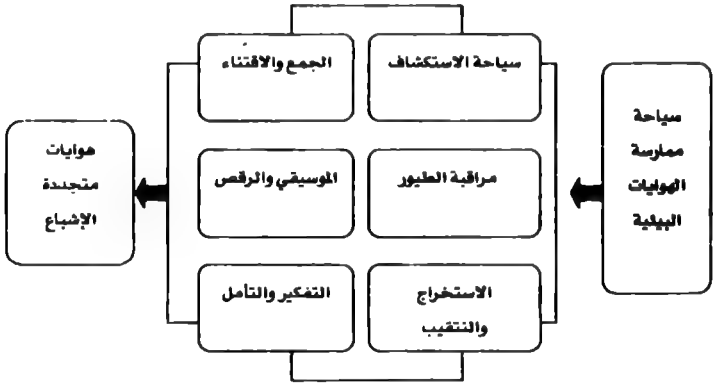 سياحة
ممارسة
الهوايات
البيئية
سياحة الاستكشاف
الجمع والاقتناء
مراقبة الطيور
الموسيقي والرقص
الاستخراج
والتنقيب
التفكير والتأمل
هوايات
متجددة
الإشباع